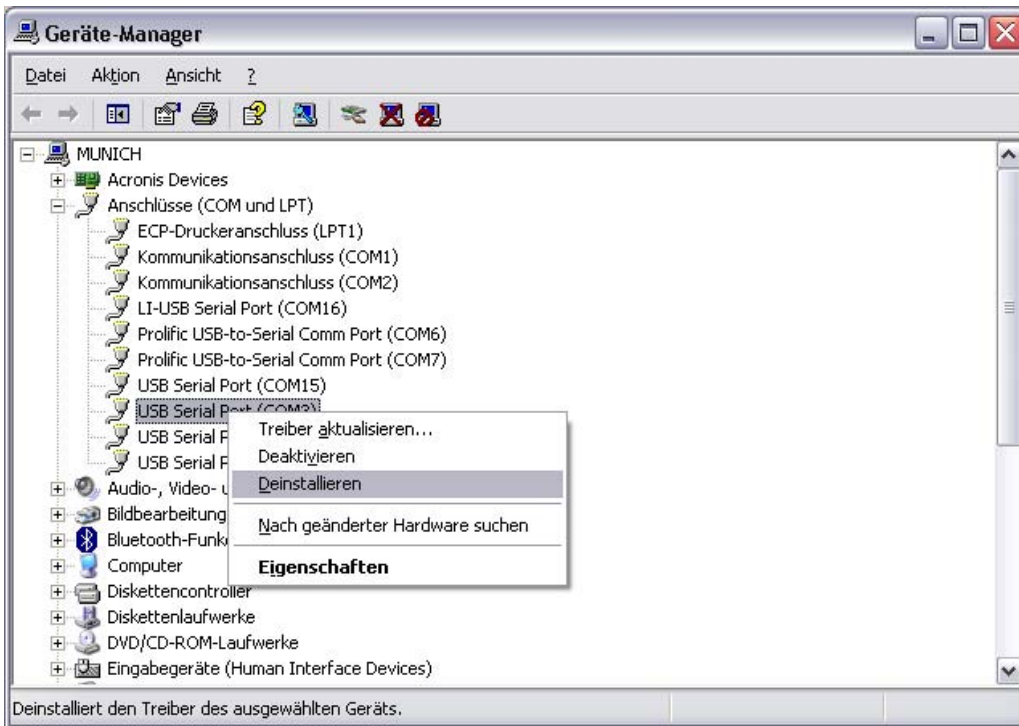 Geräte-Manager
Datei Aktion Ansicht ?
MUNICH
Acronis Devices
Anschlüsse (COM und LPT)
ECP-Druckeranschluss (LPT1)
Kommunikationsanschluss (COM1)
Kommunikationsanschluss (COM2)
LI-USB Serial Port (COM16)
Prolific USB-to-Serial Comm Port (COM6)
Prolific USB-to-Serial Comm Port (COM7)
USB Serial Port (COM15)
USB Serial Port
USB Serial
USB Serial
Treiber aktualisieren...
Deaktivieren
Deinstallieren
Nach geänderter Hardware suchen
Eigenschaften
Audio-, Video-
Bildbearbeitung
Computer
Diskettencontroller
Diskettenlaufwerke
DVD/CD-ROM-Laufwerke
Eingabegeräte (Human Interface Devices)
Deinstalliert den Treiber des ausgewählten Geräts.